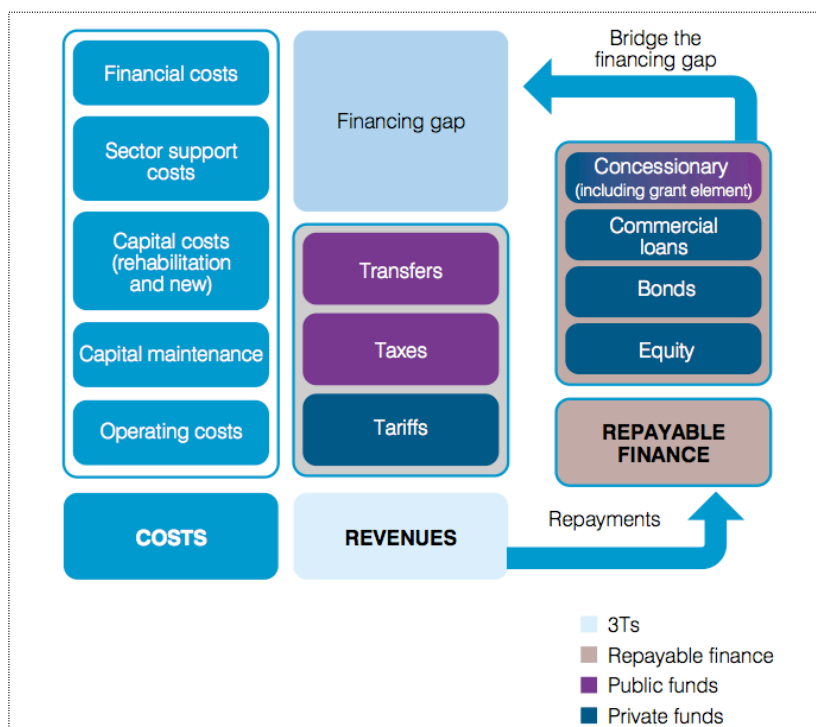 Financial costs
Sector support
costs
Capital costs
(rehabilitation
and new)
Capital maintenance
Operating costs
COSTS
Financing gap
Transfers
Taxes
Tariffs
REVENUES
Bridge the
financing gap
Concessionary
(including grant element)
Commercial
loans
Bonds
Equity
REPAYABLE
FINANCE
Repayments
3Ts
Repayable finance
Public funds
Private funds